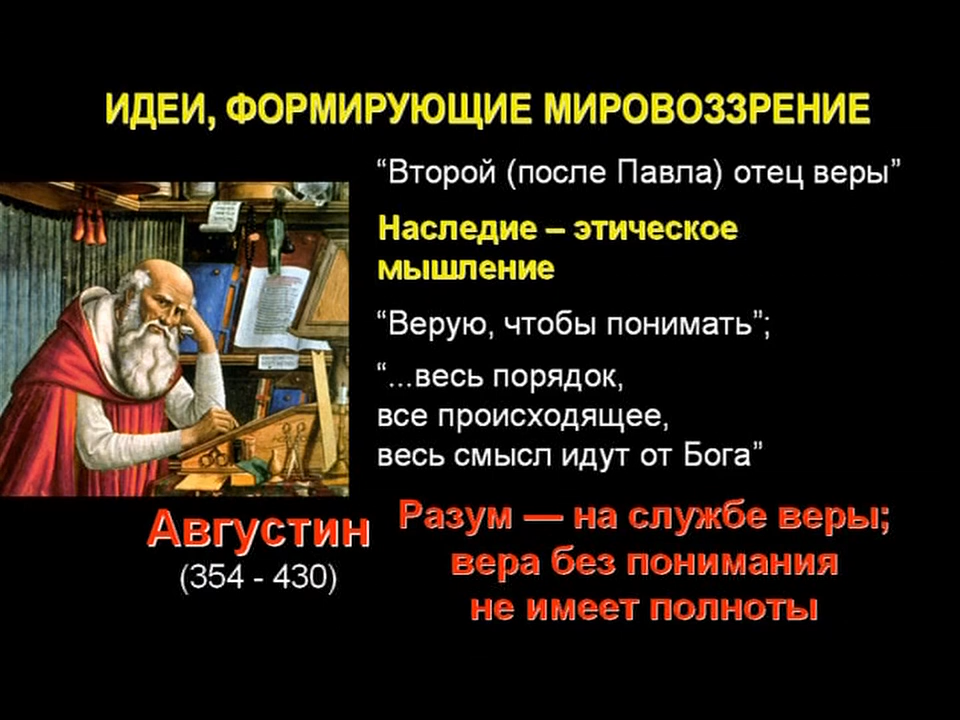 ИДЕИ, ФОРМИРУЮЩИЕ МИРОВОЗЗРЕНИЕ
“Второй (после Павла) отец веры”
Наследие – этическое
мышление
“Верую, чтобы понимать”;
“...весь порядок,
все происходящее,
весь смысл идут от Бога”
Августин
(354 - 430)
Разум — на службе веры;
вера без понимания
не имеет полноты